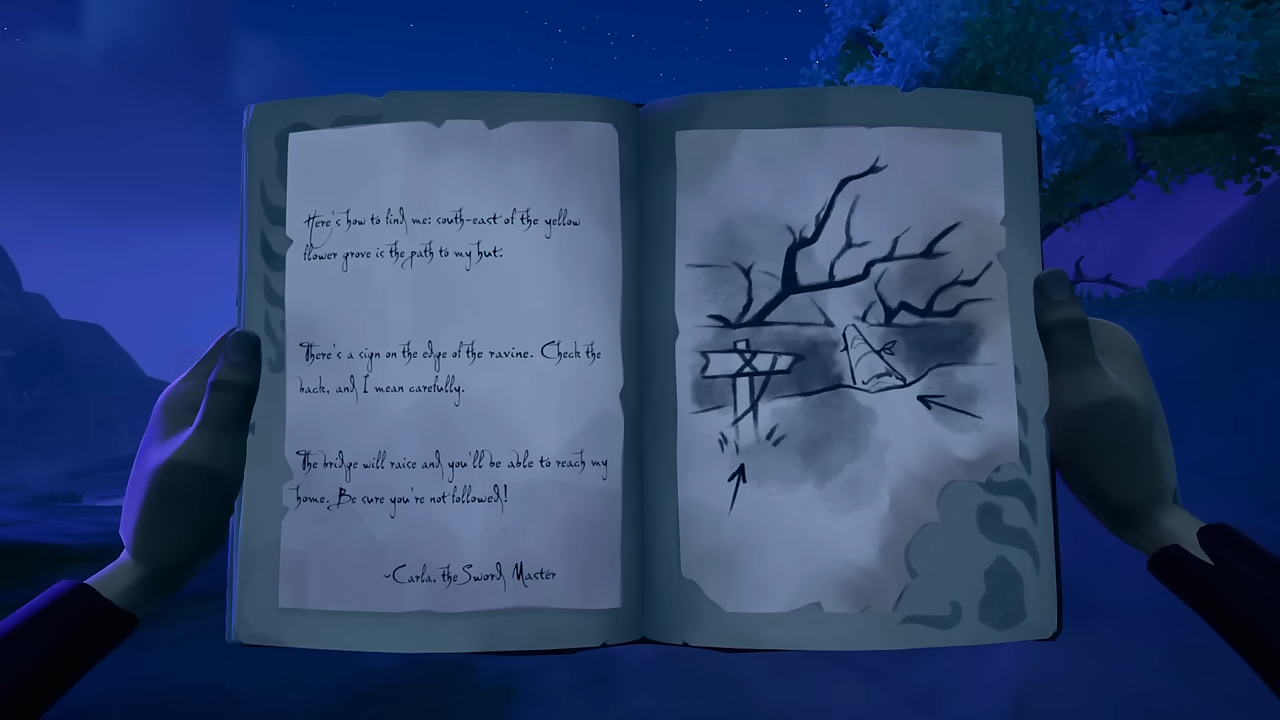 Here's how to find me: south-east of the yellow
flower grove is the path to my hut.
There's a sign on the edge of the ravine. Check the
back, and I mean carefully.
The bridge will raise and you'll be able to reach my
home. Be sure you're not followed!
~Carla, the Sword Master